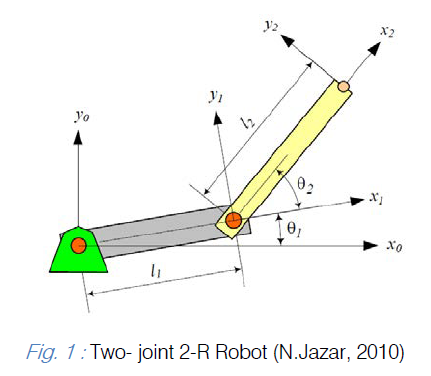 y2
x2
y1
l2
y0
θ2
x1
θ1
x0
l1
Fig. 1 : Two- joint 2-R Robot (N.Jazar, 2010)